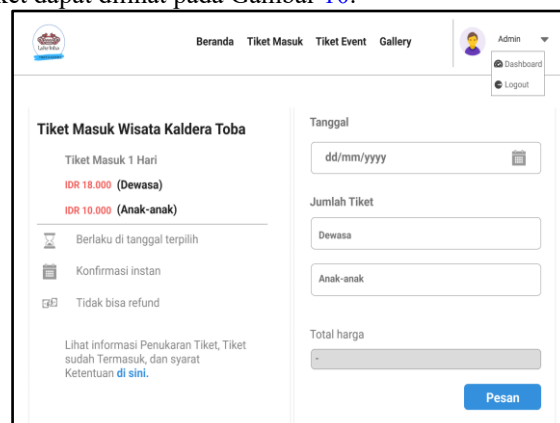 ket dapat dilihat pada Gambar 10.
Beranda Tiket Masuk Tiket Event Gallery
Admin
Dashboard
Logout
Tiket Masuk Wisata Kaldera Toba
Tiket Masuk 1 Hari
IDR 18.000 (Dewasa)
IDR 10.000 (Anak-anak)
Berlaku di tanggal terpilih
Konfirmasi instan
Tidak bisa refund
Lihat informasi Penukaran Tiket, Tiket
sudah Termasuk, dan syarat
Ketentuan di sini.
Tanggal
dd/mm/yyyy
Jumlah Tiket
Dewasa
Anak-anak
Total harga
-
Pesan